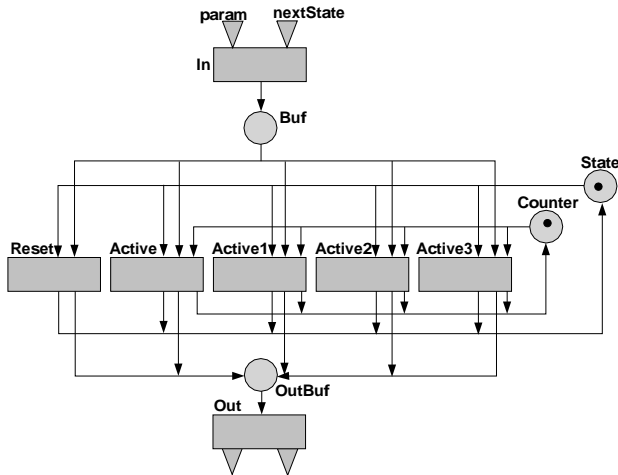 param nextState
In
Buf
State
Counter
Reset Active Active1 Active2 Active3
OutBuf
Out